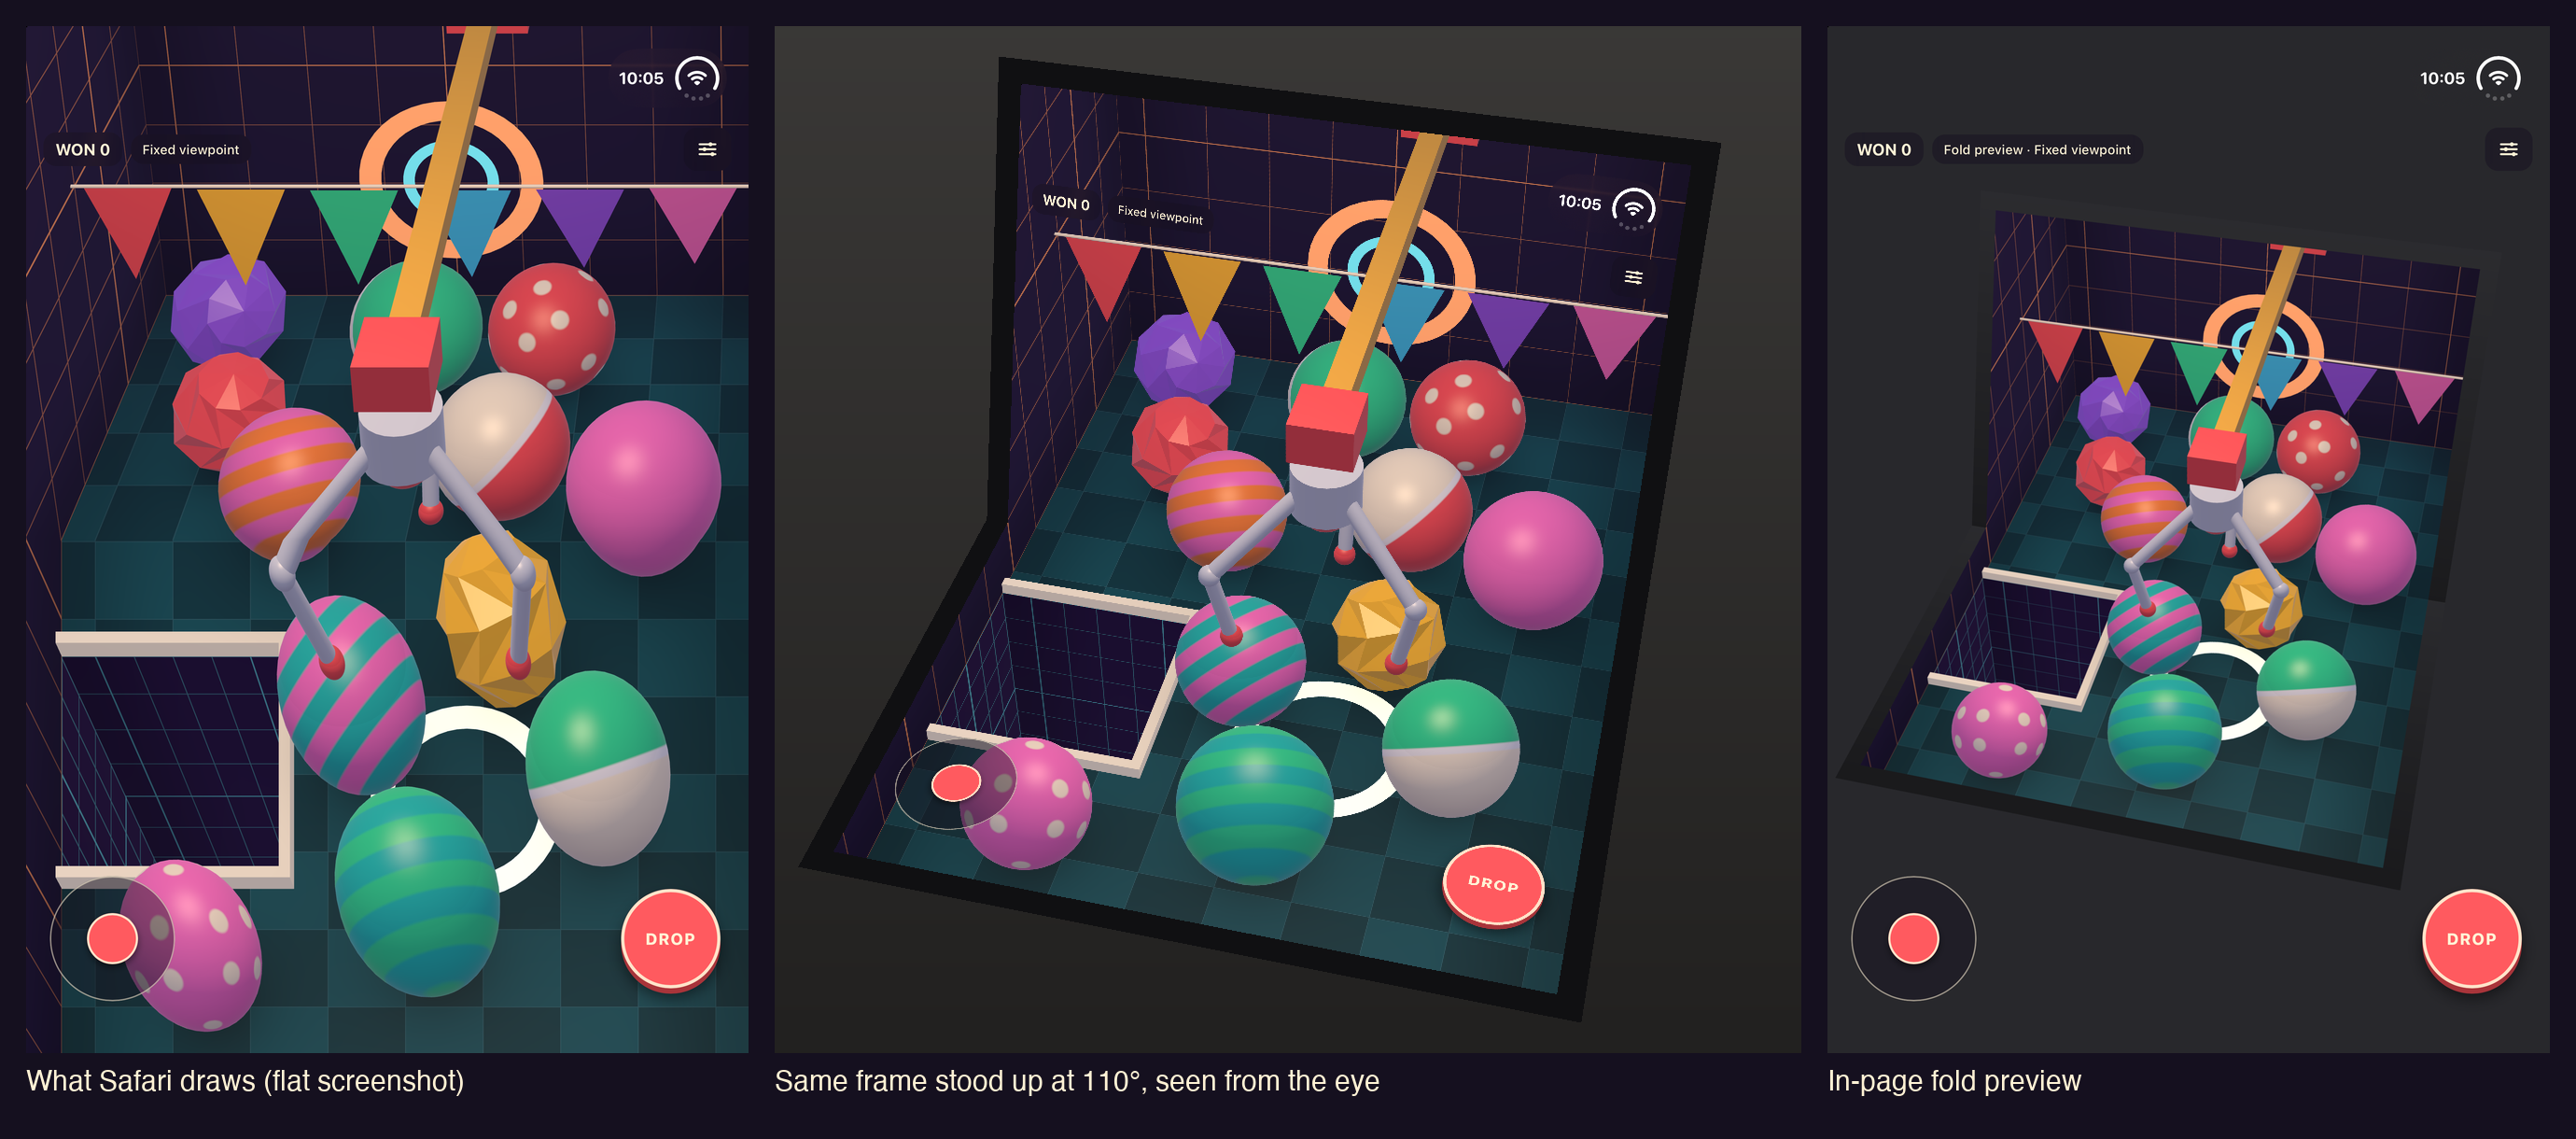 10:05
WON 0 Fixed viewpoint
DROP
What Safari draws (flat screenshot)
WON 0 Fixed viewpoint
10:05
DROP
Same frame stood up at 110°, seen from the eye
10:05
WON 0 Fold preview · Fixed viewpoint
DROP
In-page fold preview